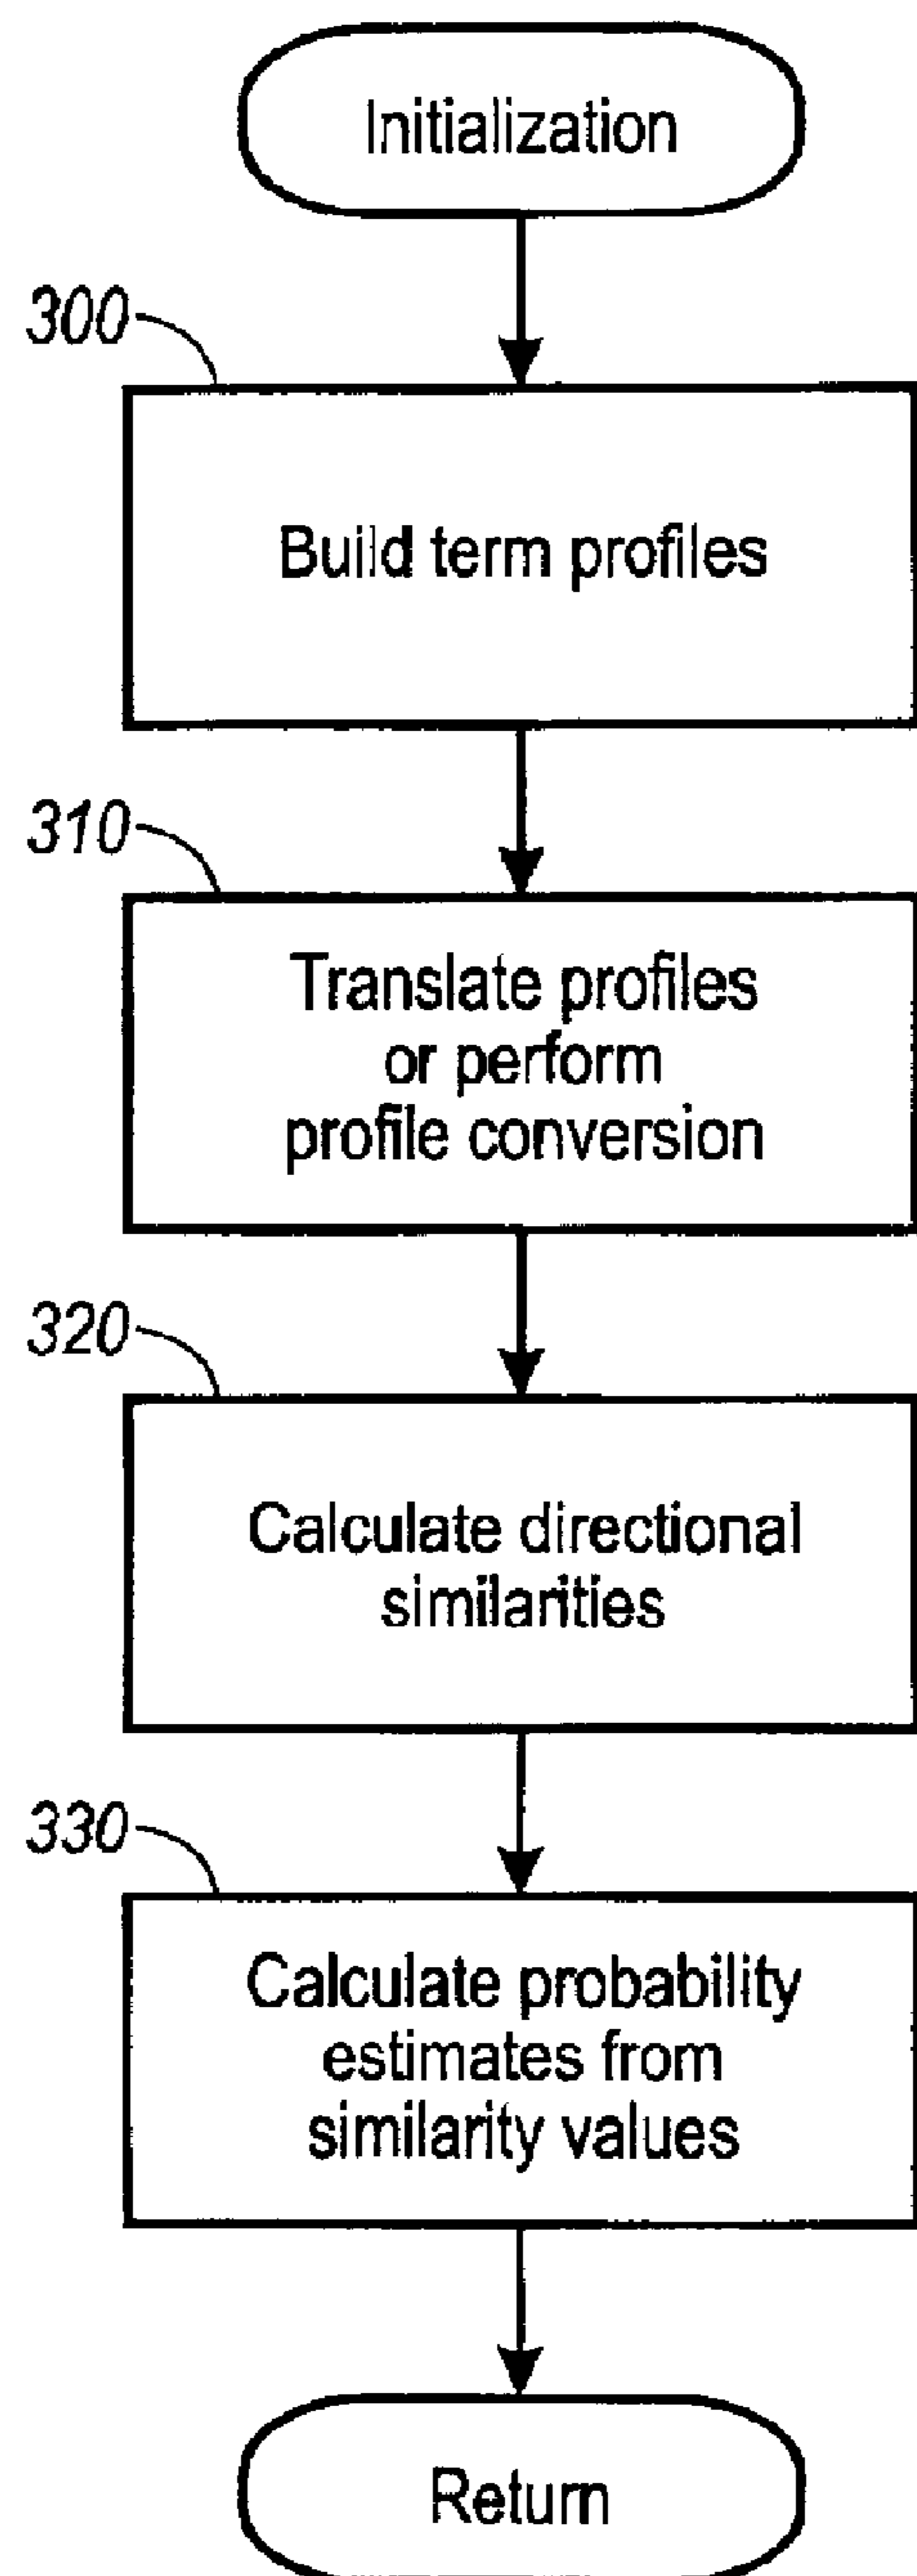 Initialization
300
Build term profiles
310
Translate profiles
or perform
profile conversion
320
Calculate directional
similarities
330
Calculate probability
estimates from
similarity values
Return